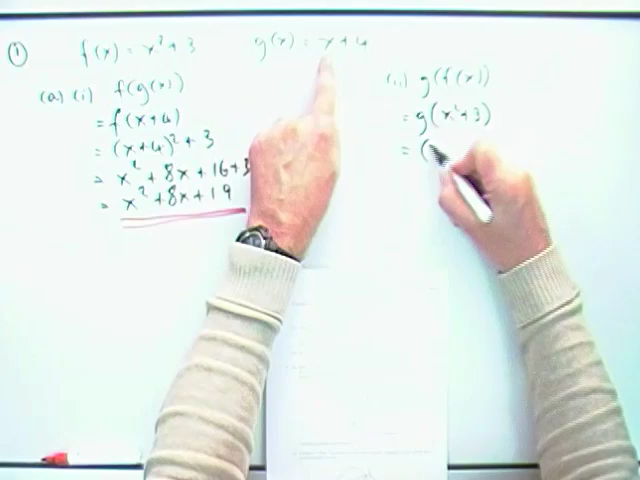 ① f(x) = x² + 3 g(x) = x + 4
(a) (i) f(g(x))
= f(x+4)
= (x+4)² + 3
= x² + 8x + 16 + 3
= x² + 8x + 19
(ii) g(f(x))
= g(x²+3)
= (